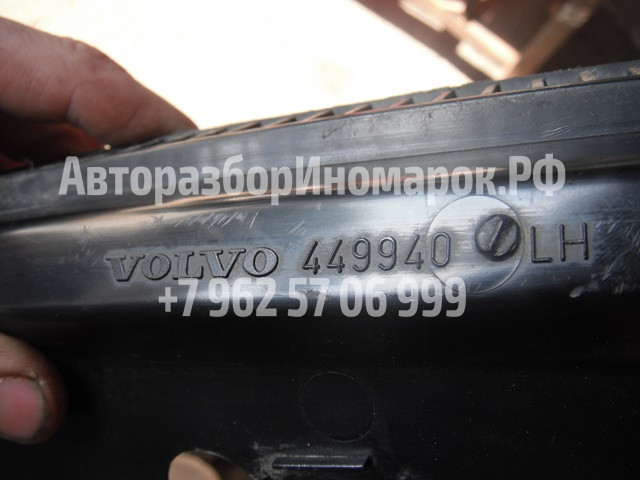 АвторазборИномарок.РФ
VOLVO 449940 LH
+7 962 57 06 999